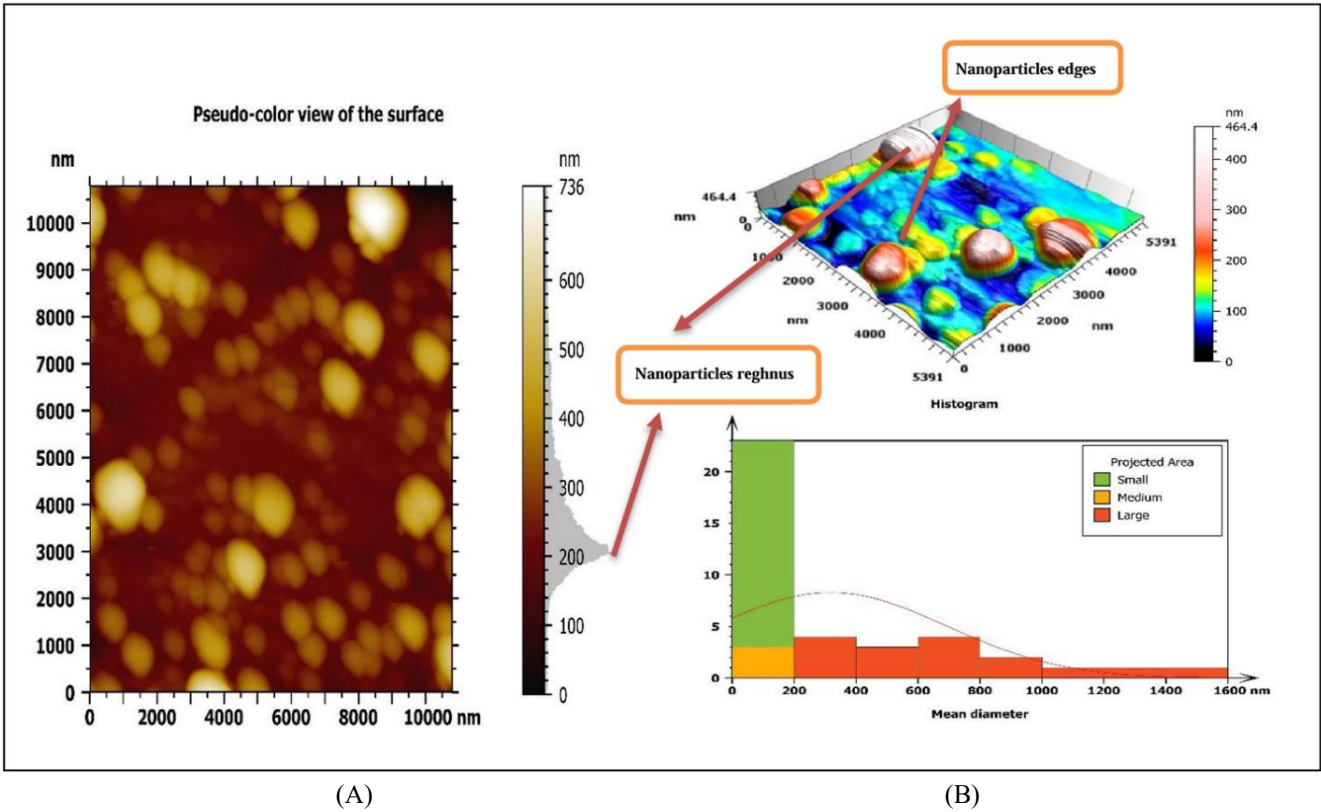 Pseudo-color view of the surface
nm
10000
9000
8000
7000
6000
5000
4000
3000
2000
1000
0
0 2000 4000 6000 8000 10000 nm
nm
736
600
500
400
300
200
100
0
Nanoparticles edges
Nanoparticles reghnus
464.4
nm
0
0
1000
2000
3000
4000
5391
nm
0
1000
2000
3000
4000
5391
nm
nm
464.4
400
300
200
100
0
Histogram
20
15
10
5
0
Projected Area
Small
Medium
Large
0 200 400 600 800 1000 1200 1400 1600 nm
Mean diameter
(A)
(B)